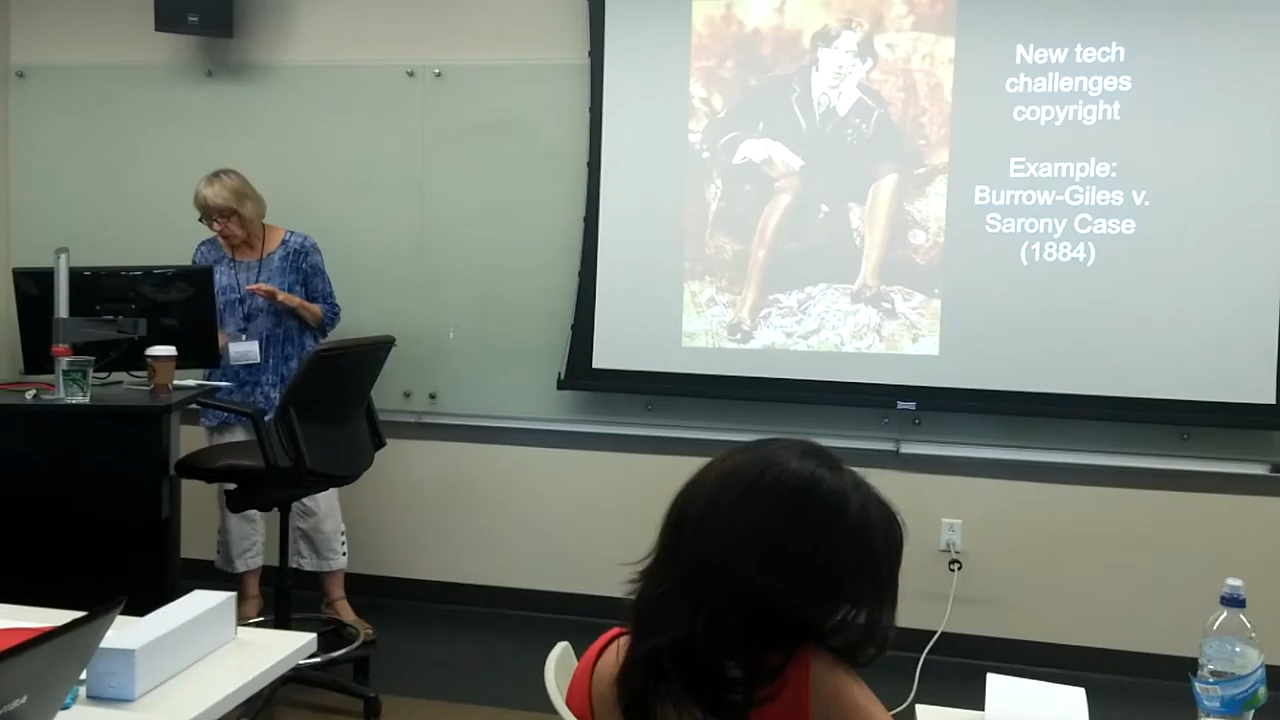 New tech
challenges
copyright
Example:
Burrow-Giles v.
Sarony Case
(1884)